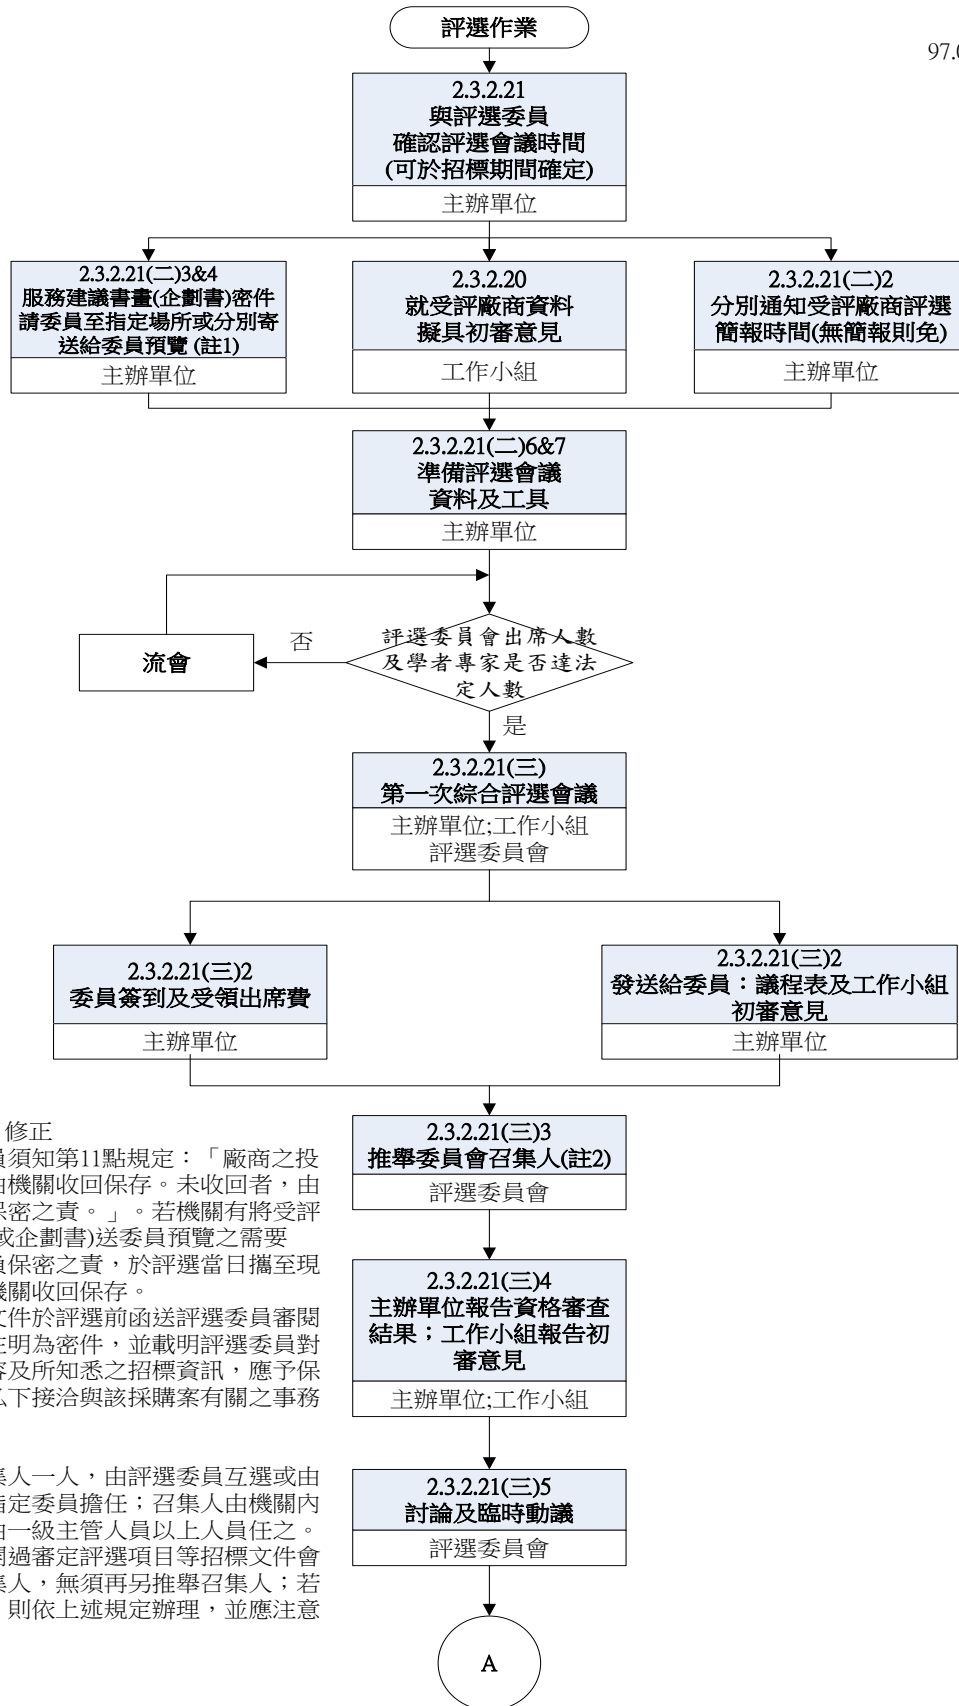 評選作業
97.0
2.3.2.21
與評選委員
確認評選會議時間
(可於招標期間確定)
主辦單位
2.3.2.21(二)3&4
服務建議書畫(企劃書)密件
請委員至指定場所或分別寄
送給委員預覽 (註1)
主辦單位
2.3.2.20
就受評廠商資料
擬具初審意見
工作小組
2.3.2.21(二)2
分別通知受評廠商評選
簡報時間(無簡報則免)
主辦單位
2.3.2.21(二)6&7
準備評選會議
資料及工具
主辦單位
評選委員會出席人數
及學者專家是否達法
定人數
否
流會
是
2.3.2.21(三)
第一次綜合評選會議
主辦單位;工作小組
評選委員會
2.3.2.21(三)2
委員簽到及受領出席費
主辦單位
2.3.2.21(三)2
發送給委員：議程表及工作小組
初審意見
主辦單位
2.3.2.21(三)3
推舉委員會召集人(註2)
評選委員會
2.3.2.21(三)4
主辦單位報告資格審查
結果；工作小組報告初
審意見
主辦單位;工作小組
2.3.2.21(三)5
討論及臨時動議
評選委員會
A
修正
員須知第11點規定：「廠商之投
由機關收回保存。未收回者，由
保密之責。」。若機關有將受評
或企劃書)送委員預覽之需要
負保密之責，於評選當日攜至現
機關收回保存。
文件於評選前函送評選委員審閱
註明為密件，並載明評選委員對
容及所知悉之招標資訊，應予保
私下接洽與該採購案有關之事務
集人一人，由評選委員互選或由
指定委員擔任；召集人由機關內
由一級主管人員以上人員任之。
開過審定評選項目等招標文件會
集人，無須再另推舉召集人；若
則依上述規定辦理，並應注意